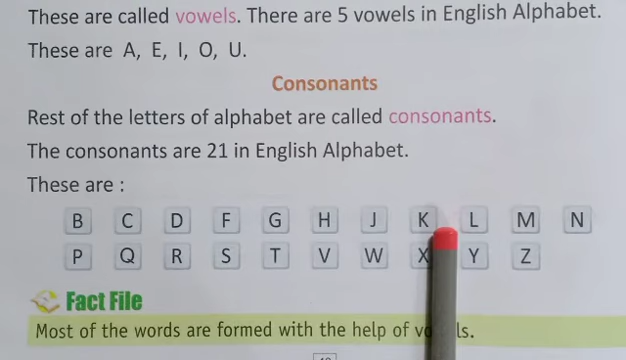 These are called vowels. There are 5 vowels in English Alphabet.
These are A, E, I, O, U.
Consonants
Rest of the letters of alphabet are called consonants.
The consonants are 21 in English Alphabet.
These are :
B C D F G H J K L M N
P Q R S T V W X Y Z
Fact File
Most of the words are formed with the help of vowels.